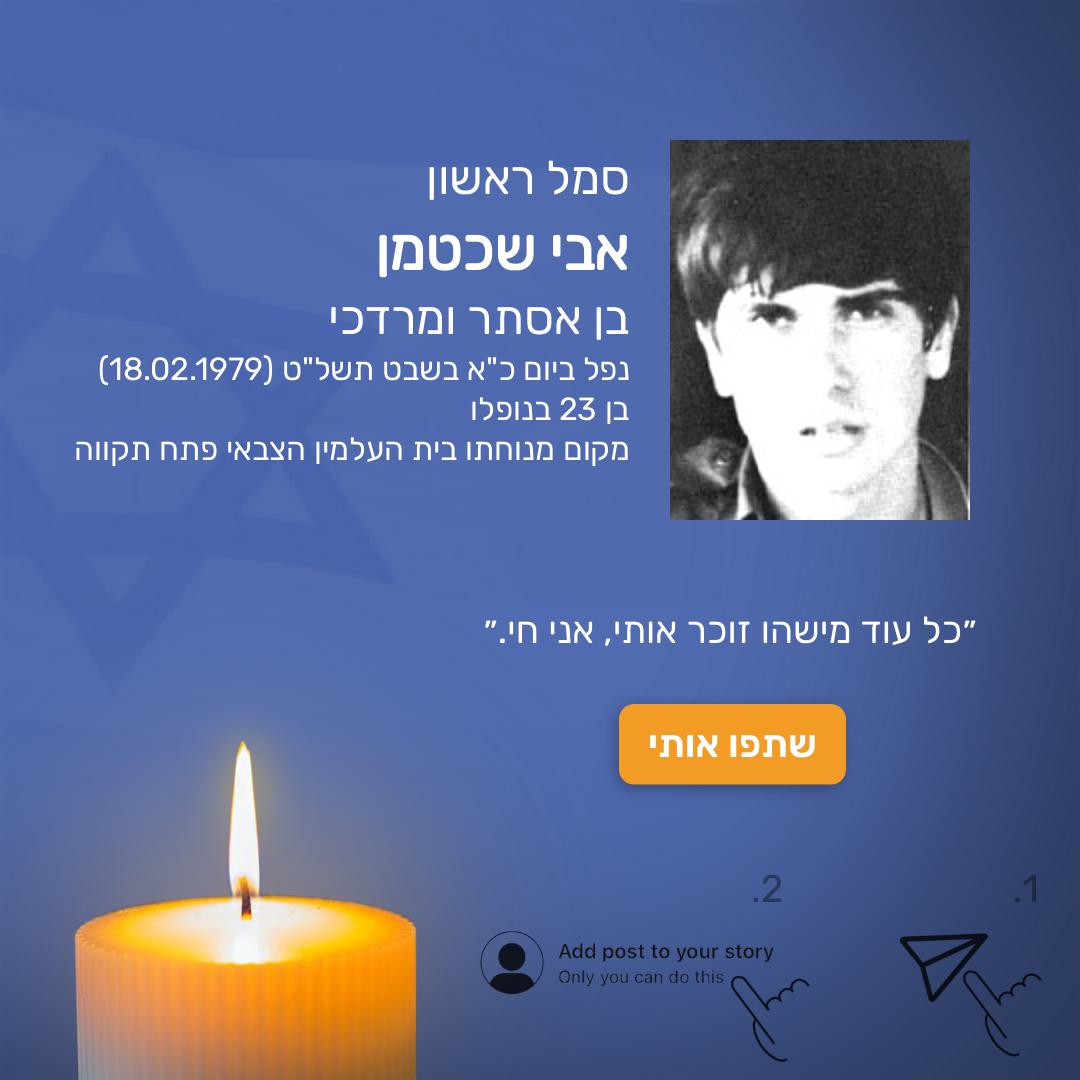 סמל ראשון
אבי שכטמן
בן אסתר ומרדכי
נפל ביום כ"א בשבט תשל"ט (18.02.1979)
בן 23 בנופלו
מקום מנוחתו בית העלמין הצבאי פתח תקווה
״כל עוד מישהו זוכר אותי, אני חי.״
שתפו אותי
.1
.2
Add post to your story
Only you can do this